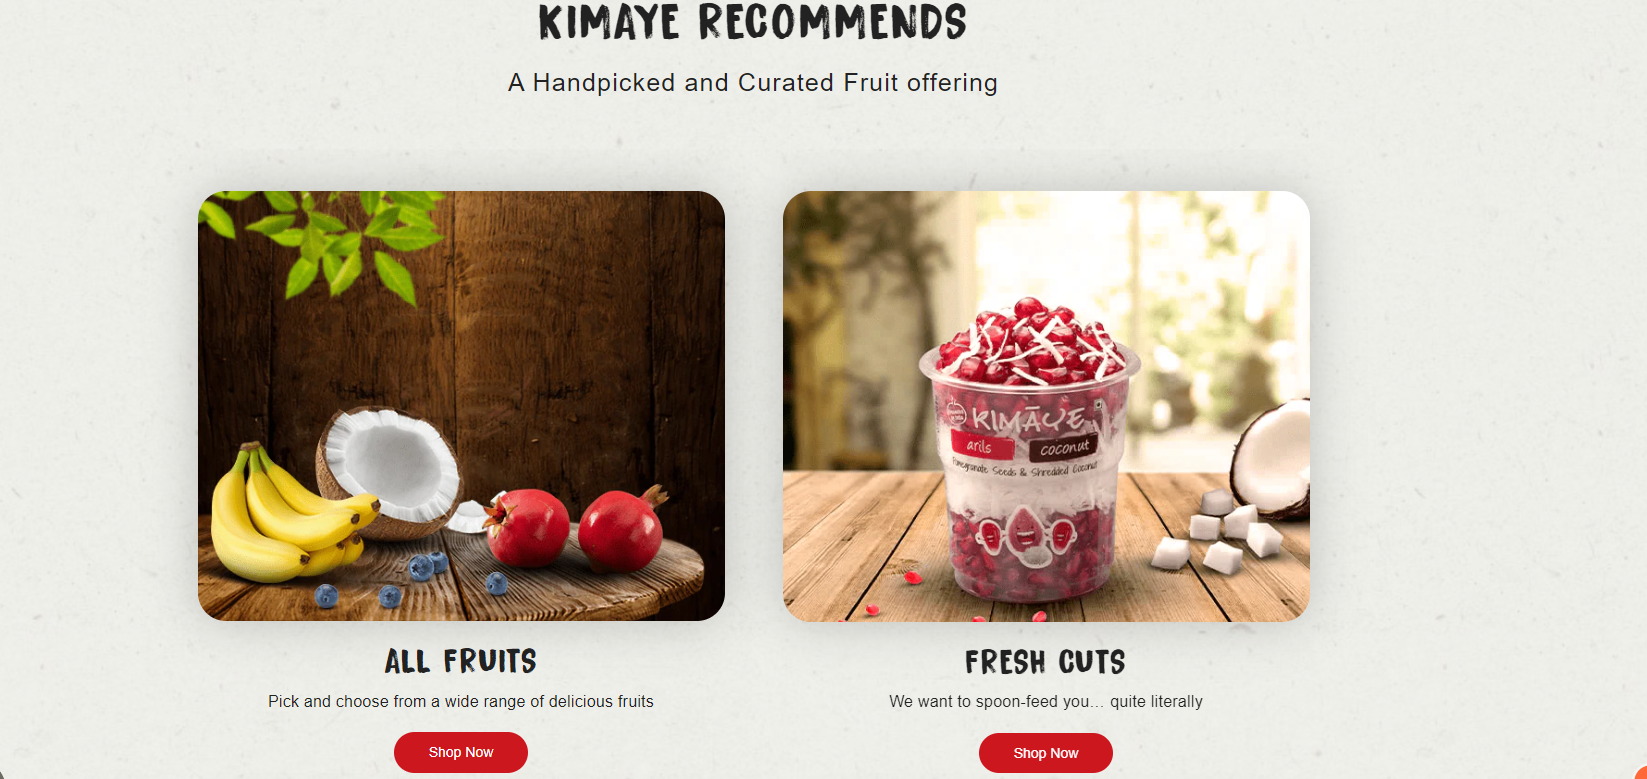 KIMAYE RECOMMENDS
A Handpicked and Curated Fruit offering
KIMĀYE
arils coconut
Pomegranate Seeds & Shredded Coconut
ALL FRUITS
FRESH CUTS
Pick and choose from a wide range of delicious fruits
We want to spoon-feed you... quite literally
Shop Now
Shop Now